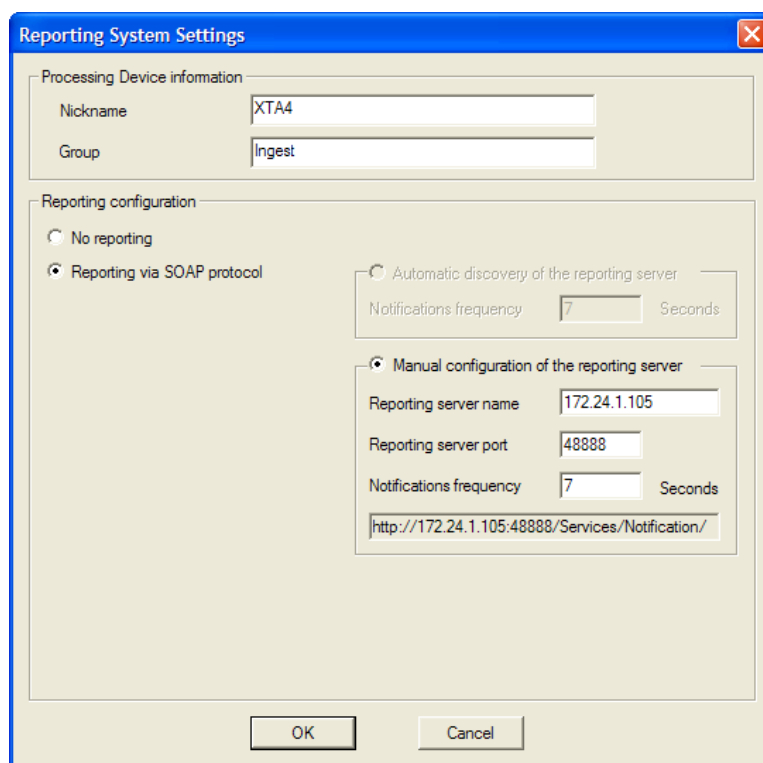 Reporting System Settings
Processing Device information
Nickname XTA4
Group Ingest
Reporting configuration
No reporting
Reporting via SOAP protocol
Automatic discovery of the reporting server
Notifications frequency 7 Seconds
Manual configuration of the reporting server
Reporting server name 172.24.1.105
Reporting server port 48888
Notifications frequency 7 Seconds
http://172.24.1.105:48888/Services/Notification/
OK Cancel